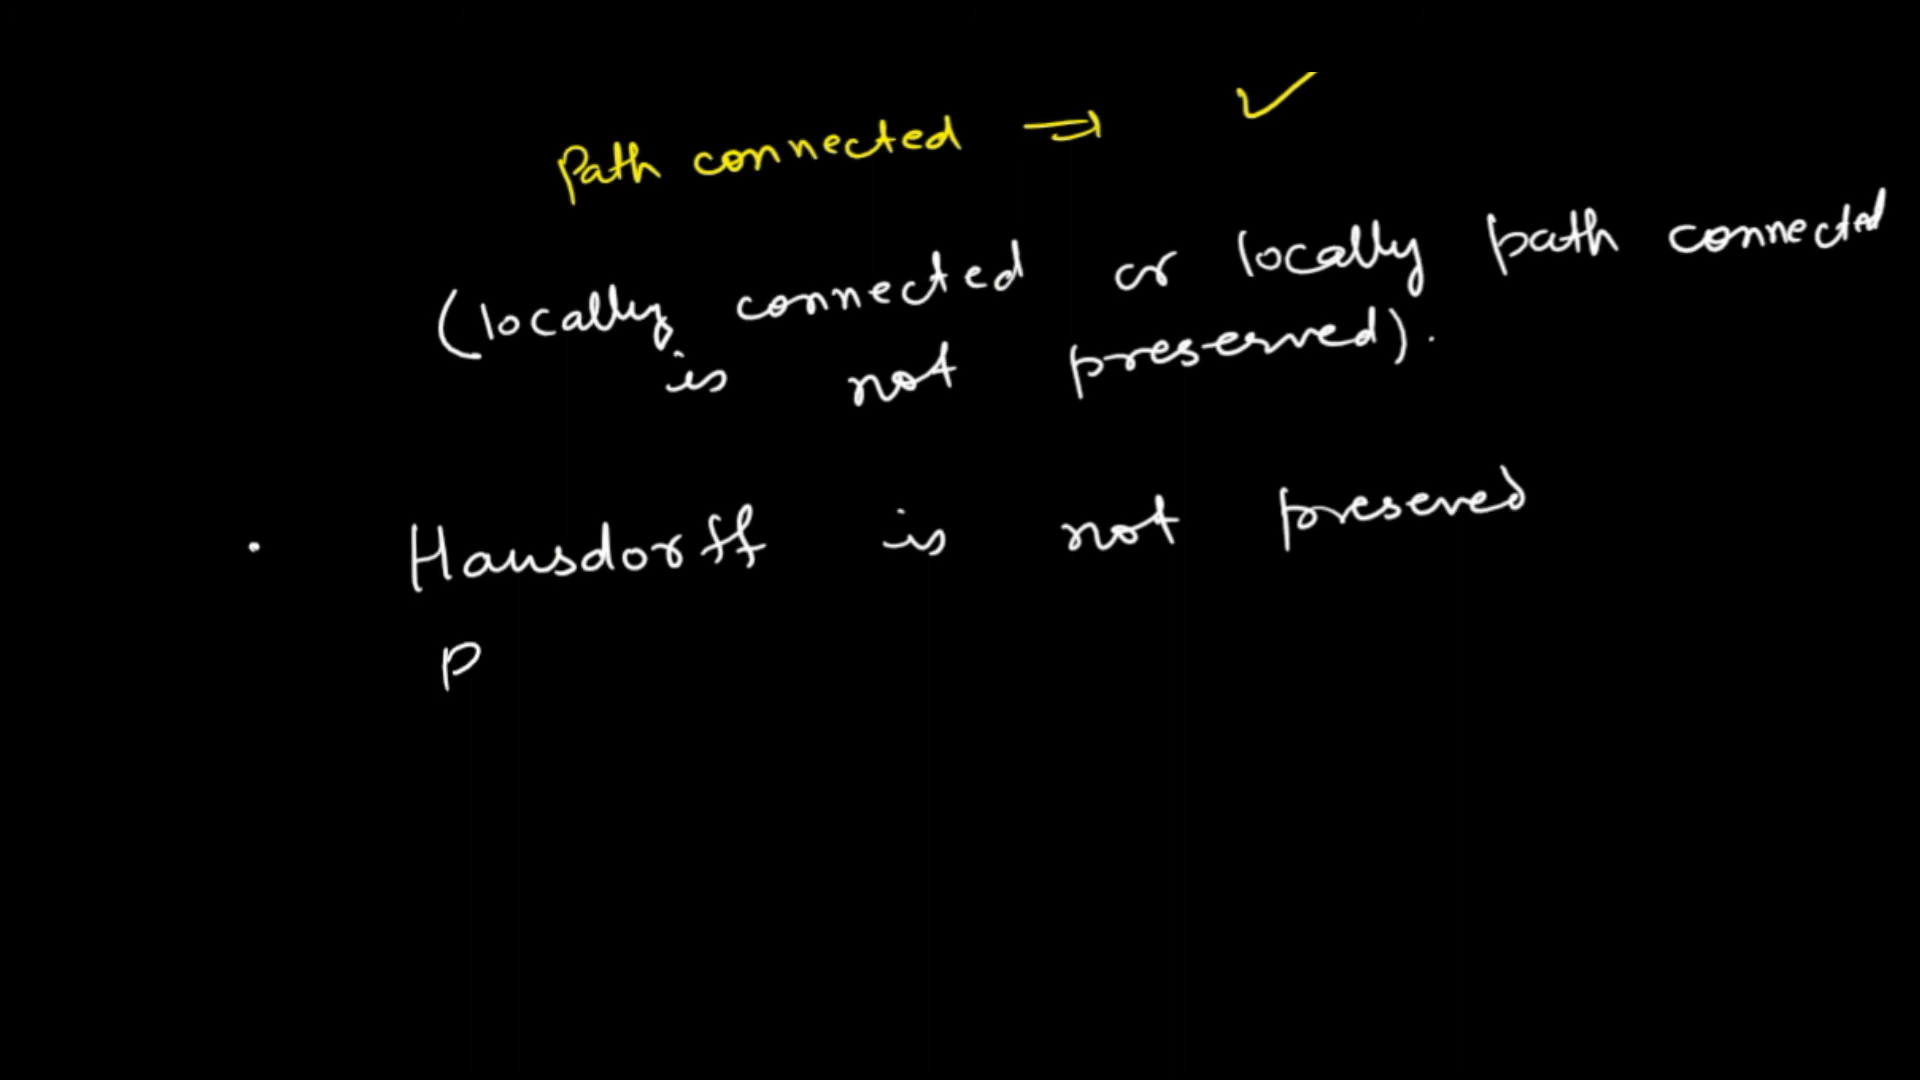 Path connected ⇒ ✓
(locally connected or locally path connected
is not preserved).
· Hausdorff is not preserved
P